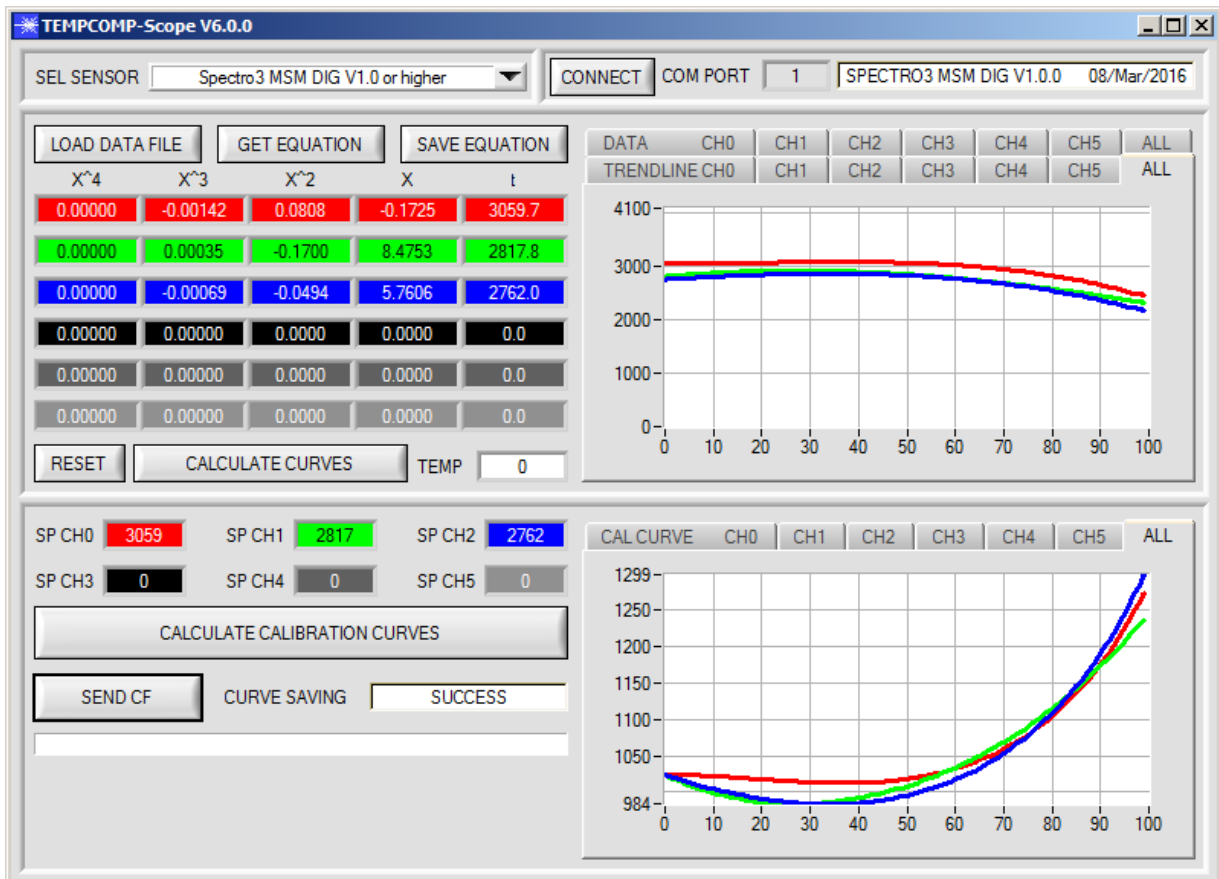 TEMPCOMP-Scope V6.0.0
SEL SENSOR Spectro3 MSM DIG V1.0 or higher CONNECT COM PORT 1 SPECTRO3 MSM DIG V1.0.0 08/Mar/2016
LOAD DATA FILE GET EQUATION SAVE EQUATION
X^4 X^3 X^2 X t
0.00000 -0.00142 0.0808 -0.1725 3059.7
0.00000 0.00035 -0.1700 8.4753 2817.8
0.00000 -0.00069 -0.0494 5.7606 2762.0
0.00000 0.00000 0.0000 0.0000 0.0
0.00000 0.00000 0.0000 0.0000 0.0
0.00000 0.00000 0.0000 0.0000 0.0
RESET CALCULATE CURVES TEMP 0
DATA CH0 CH1 CH2 CH3 CH4 CH5 ALL
TRENDLINE CH0 CH1 CH2 CH3 CH4 CH5 ALL
4100
3000
2000
1000
0
0 10 20 30 40 50 60 70 80 90 100
SP CH0 3059 SP CH1 2817 SP CH2 2762
SP CH3 0 SP CH4 0 SP CH5 0
CALCULATE CALIBRATION CURVES
SEND CF CURVE SAVING SUCCESS
CAL CURVE CH0 CH1 CH2 CH3 CH4 CH5 ALL
1299
1250
1200
1150
1100
1050
984
0 10 20 30 40 50 60 70 80 90 100